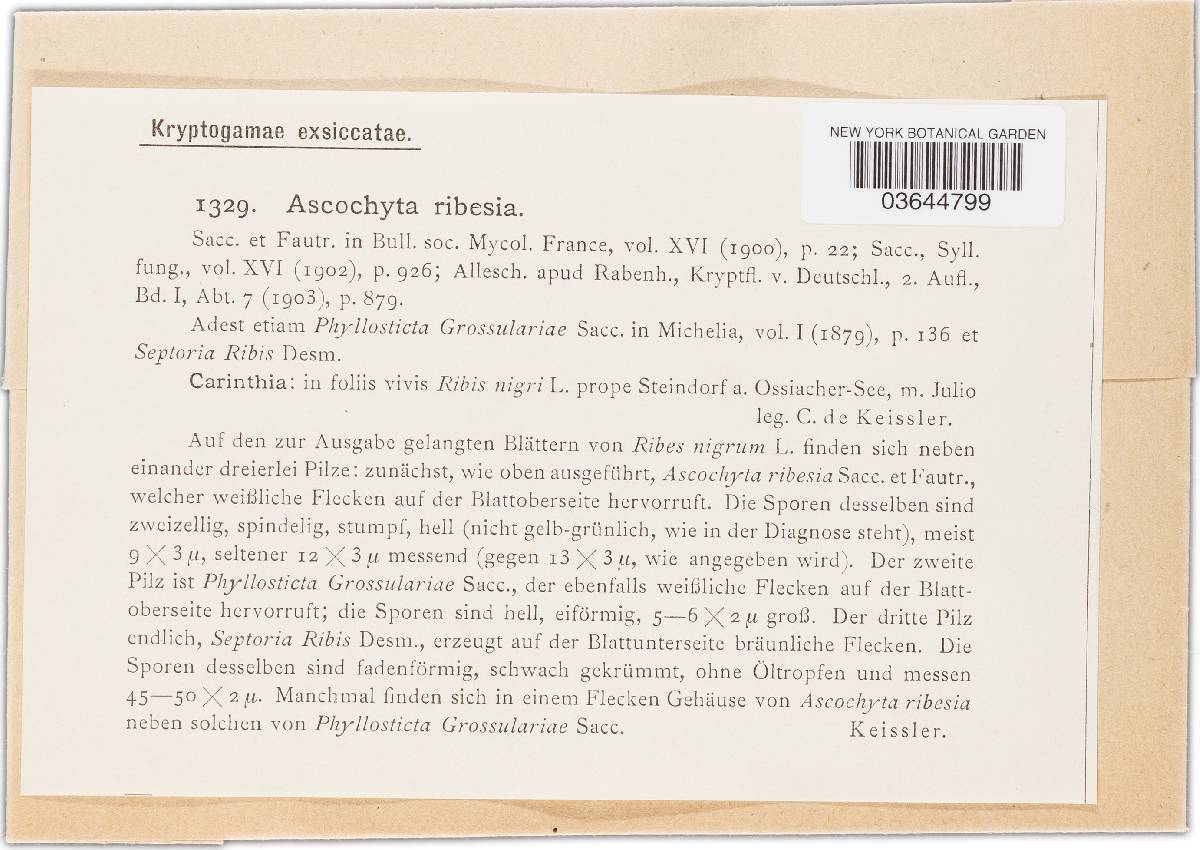 Kryptogamae exsiccatae.
NEW YORK BOTANICAL GARDEN
03644799
1329. Ascochyta ribesia.
Sacc. et Fautr. in Bull. soc. Mycol. France, vol. XVI (1900), p. 22; Sacc., Syll.
fung., vol. XVI (1902), p. 926; Allesch. apud Rabenh., Kryptfl. v. Deutschl., 2. Aufl.,
Bd. I, Abt. 7 (1903), p. 879.
Adest etiam Phyllosticta Grossulariae Sacc. in Michelia, vol. I (1879), p. 136 et
Septoria Ribis Desm.
Carinthia: in foliis vivis Ribis nigri L. prope Steindorf a. Ossiacher-See, m. Julio
leg. C. de Keissler.
Auf den zur Ausgabe gelangten Blättern von Ribes nigrum L. finden sich neben
einander dreierlei Pilze: zunächst, wie oben ausgeführt, Ascochyta ribesia Sacc. et Fautr.,
welcher weißliche Flecken auf der Blattoberseite hervorruft. Die Sporen desselben sind
zweizellig, spindelig, stumpf, hell (nicht gelb-grünlich, wie in der Diagnose steht), meist
9 × 3 µ, seltener 12 × 3 µ messend (gegen 13 × 3 µ, wie angegeben wird). Der zweite
Pilz ist Phyllosticta Grossulariae Sacc., der ebenfalls weißliche Flecken auf der Blatt-
oberseite hervorruft; die Sporen sind hell, eiförmig, 5—6 × 2 µ groß. Der dritte Pilz
endlich, Septoria Ribis Desm., erzeugt auf der Blattunterseite bräunliche Flecken. Die
Sporen desselben sind fadenförmig, schwach gekrümmt, ohne Öltropfen und messen
45—50 × 2 µ. Manchmal finden sich in einem Flecken Gehäuse von Ascochyta ribesia
neben solchen von Phyllosticta Grossulariae Sacc. Keissler.